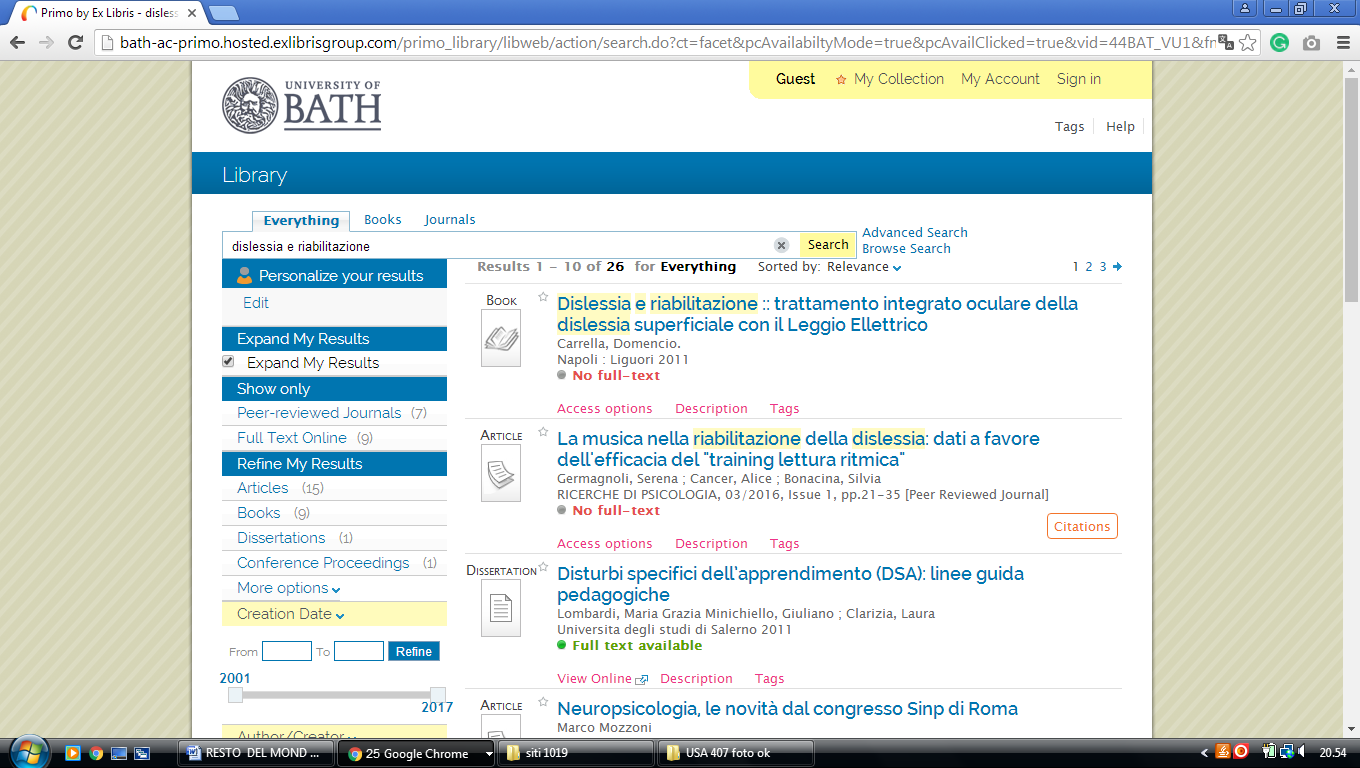 Primo by Ex Libris - disles
bath-ac-primo.hosted.exlibrisgroup.com/primo_library/libweb/action/search.do?ct=facet&pcAvailabiltyMode=true&pcAvailClicked=true&vid=44BAT_VU1&fn
UNIVERSITY OF
BATH
Guest My Collection My Account Sign in
Tags Help
Library
Everything Books Journals
dislessia e riabilitazione
Search
Advanced Search
Browse Search
Personalize your results
Edit
Expand My Results
Expand My Results
Show only
Peer-reviewed Journals (7)
Full Text Online (9)
Refine My Results
Articles (15)
Books (9)
Dissertations (1)
Conference Proceedings (1)
More options
Creation Date
From To Refine
2001
2017
Author/Creator
Results 1 - 10 of 26 for Everything Sorted by: Relevance 1 2 3
Book
Dislessia e riabilitazione :: trattamento integrato oculare della
dislessia superficiale con il Leggio Ellettrico
Carrella, Domencio.
Napoli : Liguori 2011
No full-text
Access options Description Tags
Article
La musica nella riabilitazione della dislessia: dati a favore
dell'efficacia del "training lettura ritmica"
Germagnoli, Serena ; Cancer, Alice ; Bonacina, Silvia
RICERCHE DI PSICOLOGIA, 03/2016, Issue 1, pp.21-35 [Peer Reviewed Journal]
No full-text
Citations
Access options Description Tags
Dissertation
Disturbi specifici dell'apprendimento (DSA): linee guida
pedagogiche
Lombardi, Maria Grazia Minichiello, Giuliano ; Clarizia, Laura
Universita degli studi di Salerno 2011
Full text available
View Online Description Tags
Article
Neuropsicologia, le novità dal congresso Sinp di Roma
Marco Mozzoni
RESTO DEL MOND ... 25 Google Chrome siti 1019 USA 407 foto ok 20.54